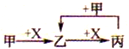 +甲
甲 +X 乙 +X 丙